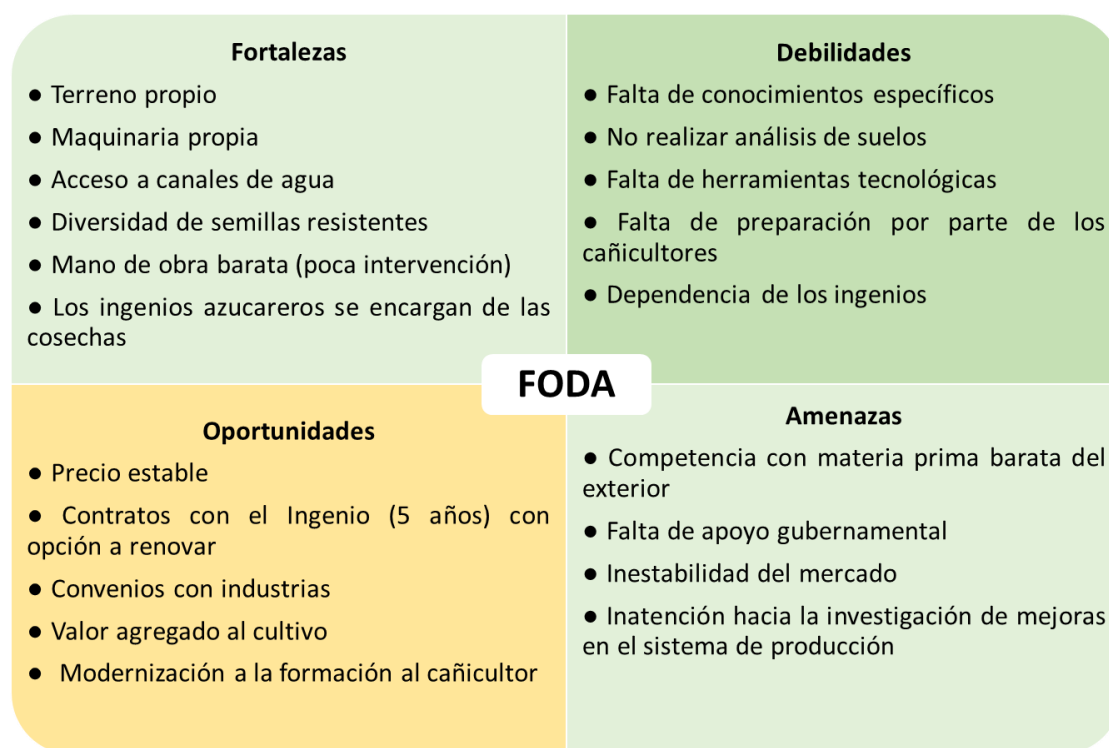 Fortalezas
● Terreno propio
● Maquinaria propia
● Acceso a canales de agua
● Diversidad de semillas resistentes
● Mano de obra barata (poca intervención)
● Los ingenios azucareros se encargan de las
cosechas
Debilidades
● Falta de conocimientos específicos
● No realizar análisis de suelos
● Falta de herramientas tecnológicas
● Falta de preparación por parte de los
cañicultores
● Dependencia de los ingenios
FODA
Oportunidades
● Precio estable
● Contratos con el Ingenio (5 años) con
opción a renovar
● Convenios con industrias
● Valor agregado al cultivo
● Modernización a la formación al cañicultor
Amenazas
● Competencia con materia prima barata del
exterior
● Falta de apoyo gubernamental
● Inestabilidad del mercado
● Inatención hacia la investigación de mejoras
en el sistema de producción